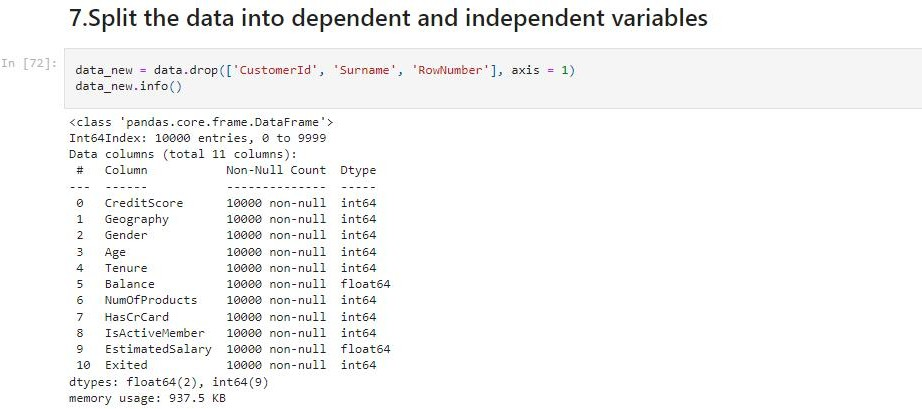 7.Split the data into dependent and independent variables
In [72]:
data_new = data.drop(['CustomerId', 'Surname', 'RowNumber'], axis = 1)
data_new.info()
<class 'pandas.core.frame.DataFrame'>
Int64Index: 10000 entries, 0 to 9999
Data columns (total 11 columns):
 #   Column           Non-Null Count  Dtype
---  ------           --------------  -----
 0   CreditScore      10000 non-null  int64
 1   Geography        10000 non-null  int64
 2   Gender           10000 non-null  int64
 3   Age              10000 non-null  int64
 4   Tenure           10000 non-null  int64
 5   Balance          10000 non-null  float64
 6   NumOfProducts    10000 non-null  int64
 7   HasCrCard        10000 non-null  int64
 8   IsActiveMember   10000 non-null  int64
 9   EstimatedSalary  10000 non-null  float64
 10  Exited           10000 non-null  int64
dtypes: float64(2), int64(9)
memory usage: 937.5 KB